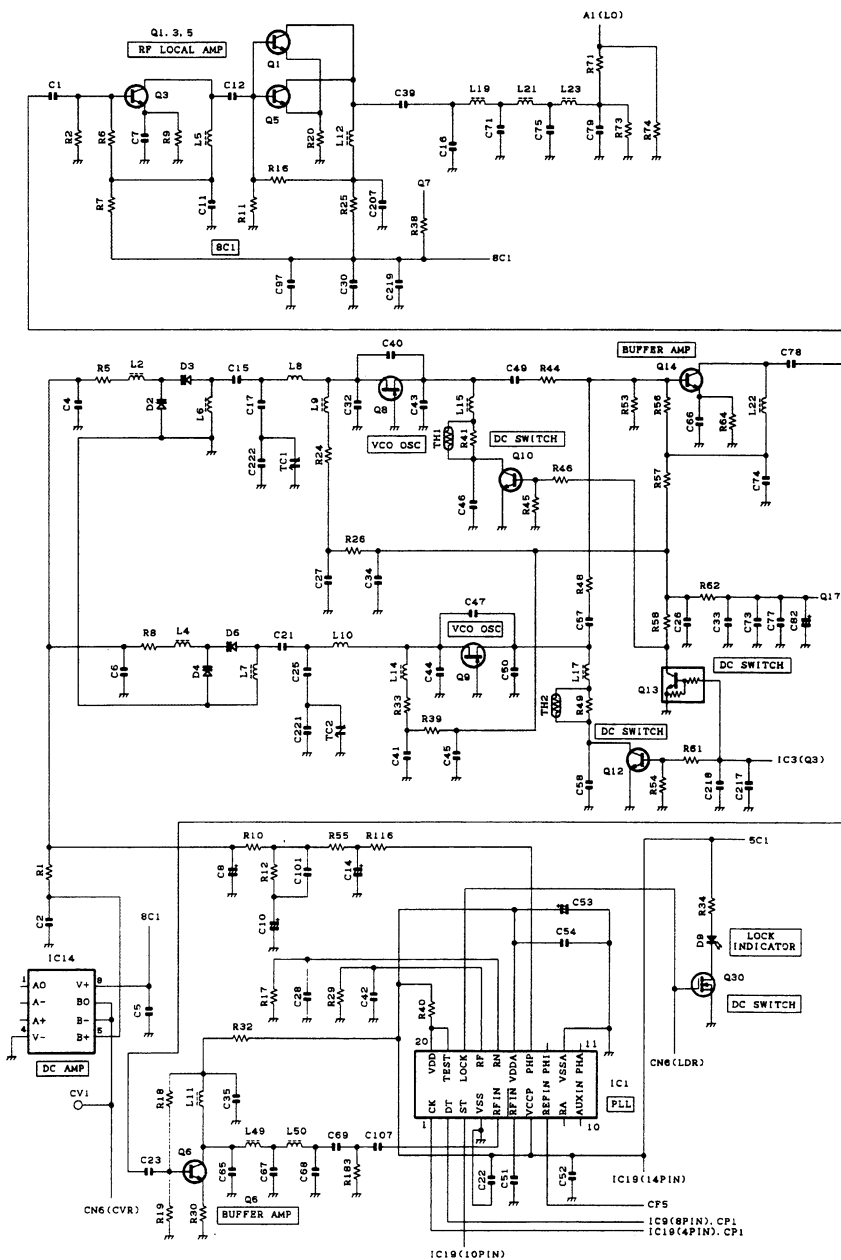 A1(LO)
Q1.3.5
RF LOCAL AMP
Q1
R71
C1
Q3
C12
Q5
C39
L19
L21
L23
R2
R6
C7
R9
L5
R20
L12
C16
C71
C75
C79
R73
R74
R16
R7
C11
R11
R25
C207
Q7
R38
8C1
8C1
C97
C30
C219
C40
BUFFER AMP
Q14
C78
R5
L2
D3
C15
L8
C49
R44
C4
D2
L6
C17
L9
C32
Q8
C43
L15
R53
R56
C66
R64
L22
VCO OSC
TH1
R41
DC SWITCH
Q10
R24
C222
TC1
R46
R57
C74
C46
R45
R26
C27
C34
R48
C47
R62
Q17
VCO OSC
C57
R58
C26
C33
C73
C77
C82
R8
L4
D6
C21
L10
C6
D4
L7
C25
L14
C44
Q9
C50
L17
DC SWITCH
Q13
R33
TH2
R49
C221
TC2
R39
DC SWITCH
C41
C45
Q12
R61
IC3(Q3)
C58
R54
C218
C217
R10
R55
R116
5C1
R1
C8
R12
C101
C14
R34
C2
C10
C53
8C1
C54
D9
LOCK
INDICATOR
IC14
1
A0
V+
8
A-
B0
A+
B-
4
V-
B+
5
C5
R17
C28
R29
C42
R40
Q30
DC SWITCH
R32
20
11
CN6(LDR)
DC AMP
VDD
TEST
LOCK
RF
RN
VDDA
PHP
PHI
VSSA
PHA
IC1
PLL
CK
DT
ST
VSS
RFIN
RFIN
VCCP
REFIN
RA
AUXIN
1
10
CV1
R18
L11
C35
C23
Q6
L49
L50
C69
C107
C65
C67
C68
R183
C22
C51
C52
IC19(14PIN)
R19
R30
Q6
BUFFER AMP
CN6(CVR)
CF5
IC9(8PIN).CP1
IC19(4PIN).CP1
IC19(10PIN)